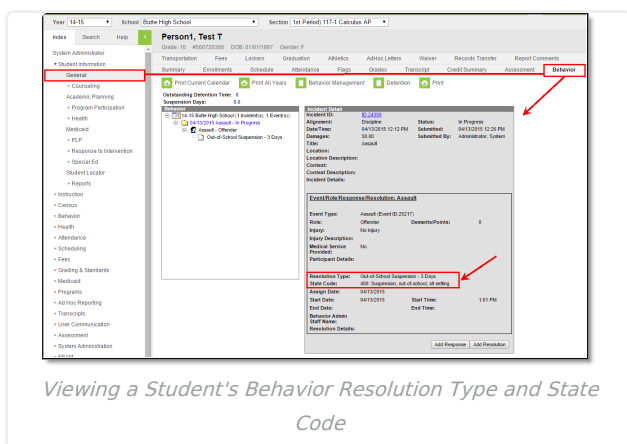 Year 14-15 School Butte High School Section 1st Period) 117-1 Calculus AP
Index Search Help
Person1, Test T
Grade: 10 #500720305 DOB: 01/01/1997 Gender: F
Transportation Fees Lockers Graduation Athletics AdHoc Letters Waiver Records Transfer Report Comments
Summary Enrollments Schedule Attendance Flags Grades Transcript Credit Summary Assessment Behavior
Print Current Calendar Print All Years Behavior Management Detention Print
System Administrator
Student Information
General
Counseling
Academic Planning
Program Participation
Health
Medicaid
PLP
Response to Intervention
Special Ed
Student Locator
Reports
Instruction
Census
Behavior
Health
Attendance
Scheduling
Fees
Grading & Standards
Medicaid
Programs
Ad Hoc Reporting
Transcripts
User Communication
Assessment
System Administration
Outstanding Detention Time: 0
Suspension Days: 0.0
Behavior
14-15 Butte High School (1 Incident(s), 1 Event(s))
04/13/2015 Assault - In Progress
Assault - Offender
Out-of-School Suspension - 3 Days
Incident Detail
Incident ID: ID 24359
Alignment: Discipline Status: In Progress
Date/Time: 04/13/2015 12:12 PM Submitted: 04/13/2015 12:26 PM
Damages: $0.00 Submitted By: Administrator, System
Title: Assault
Location:
Location Description:
Context:
Context Description:
Incident Details:
Event/Role/Response/Resolution: Assault
Event Type: Assault (Event ID:25217)
Role: Offender Demerits/Points: 0
Injury: No Injury
Injury Description:
Medical Service Provided: No
Participant Details:
Resolution Type: Out-of-School Suspension - 3 Days
State Code: 400: Suspension, out-of-school, alt setting
Assign Date: 04/13/2015
Start Date: 04/13/2015 Start Time: 1:01 PM
End Date: End Time:
Behavior Admin
Staff Name:
Resolution Details:
Add Response Add Resolution
Viewing a Student's Behavior Resolution Type and State
Code